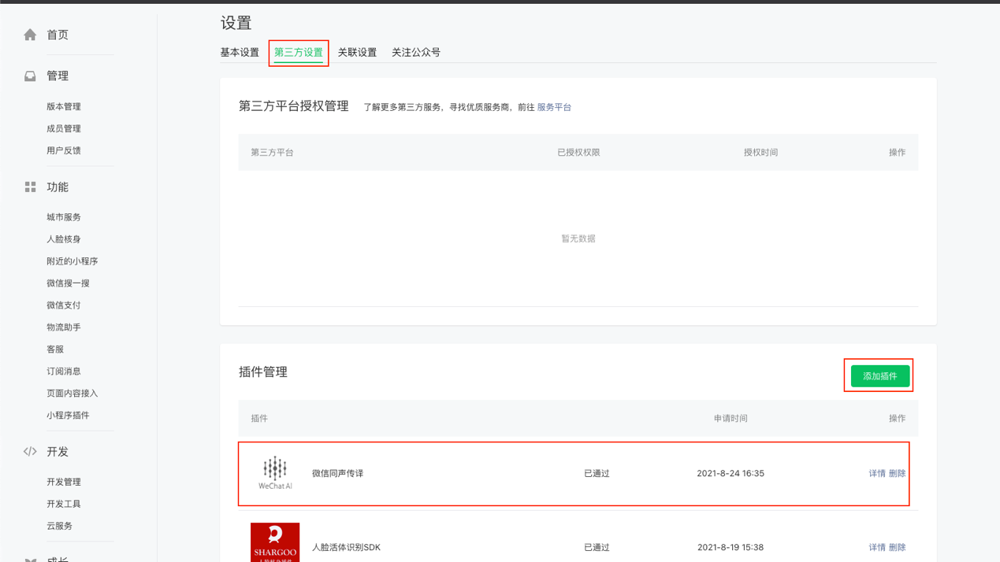 设置
基本设置 第三方设置 关联设置 关注公众号
首页
管理
版本管理
成员管理
用户反馈
功能
城市服务
人脸核身
附近的小程序
微信搜一搜
微信支付
物流助手
客服
订阅消息
页面内容接入
小程序插件
开发
开发管理
开发工具
云服务
成长
第三方平台授权管理 了解更多第三方服务，寻找优质服务商，前往 服务平台
第三方平台 已授权权限 授权时间 操作
暂无数据
插件管理
添加插件
插件 申请时间 操作
WeChat AI
微信同声传译 已通过 2021-8-24 16:35 详情 删除
SHARGOO
人脸活体识别SDK 已通过 2021-8-19 15:38 详情 删除